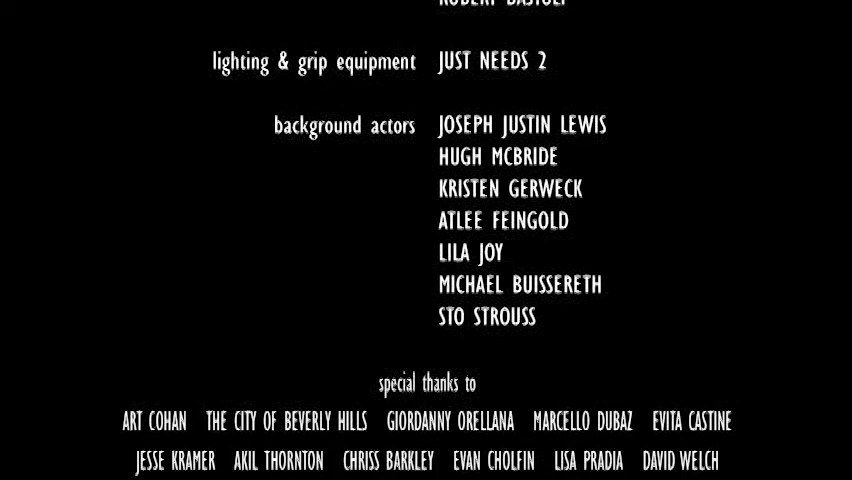 ROBERT BASTOLF
lighting & grip equipment JUST NEEDS 2
background actors JOSEPH JUSTIN LEWIS
HUGH MCBRIDE
KRISTEN GERWECK
ATLEE FEINGOLD
LILA JOY
MICHAEL BUISSERETH
STO STROUSS
special thanks to
ART COHAN THE CITY OF BEVERLY HILLS GIORDANNY ORELLANA MARCELLO DUBAZ EVITA CASTINE
JESSE KRAMER AKIL THORNTON CHRISS BARKLEY EVAN CHOLFIN LISA PRADIA DAVID WELCH